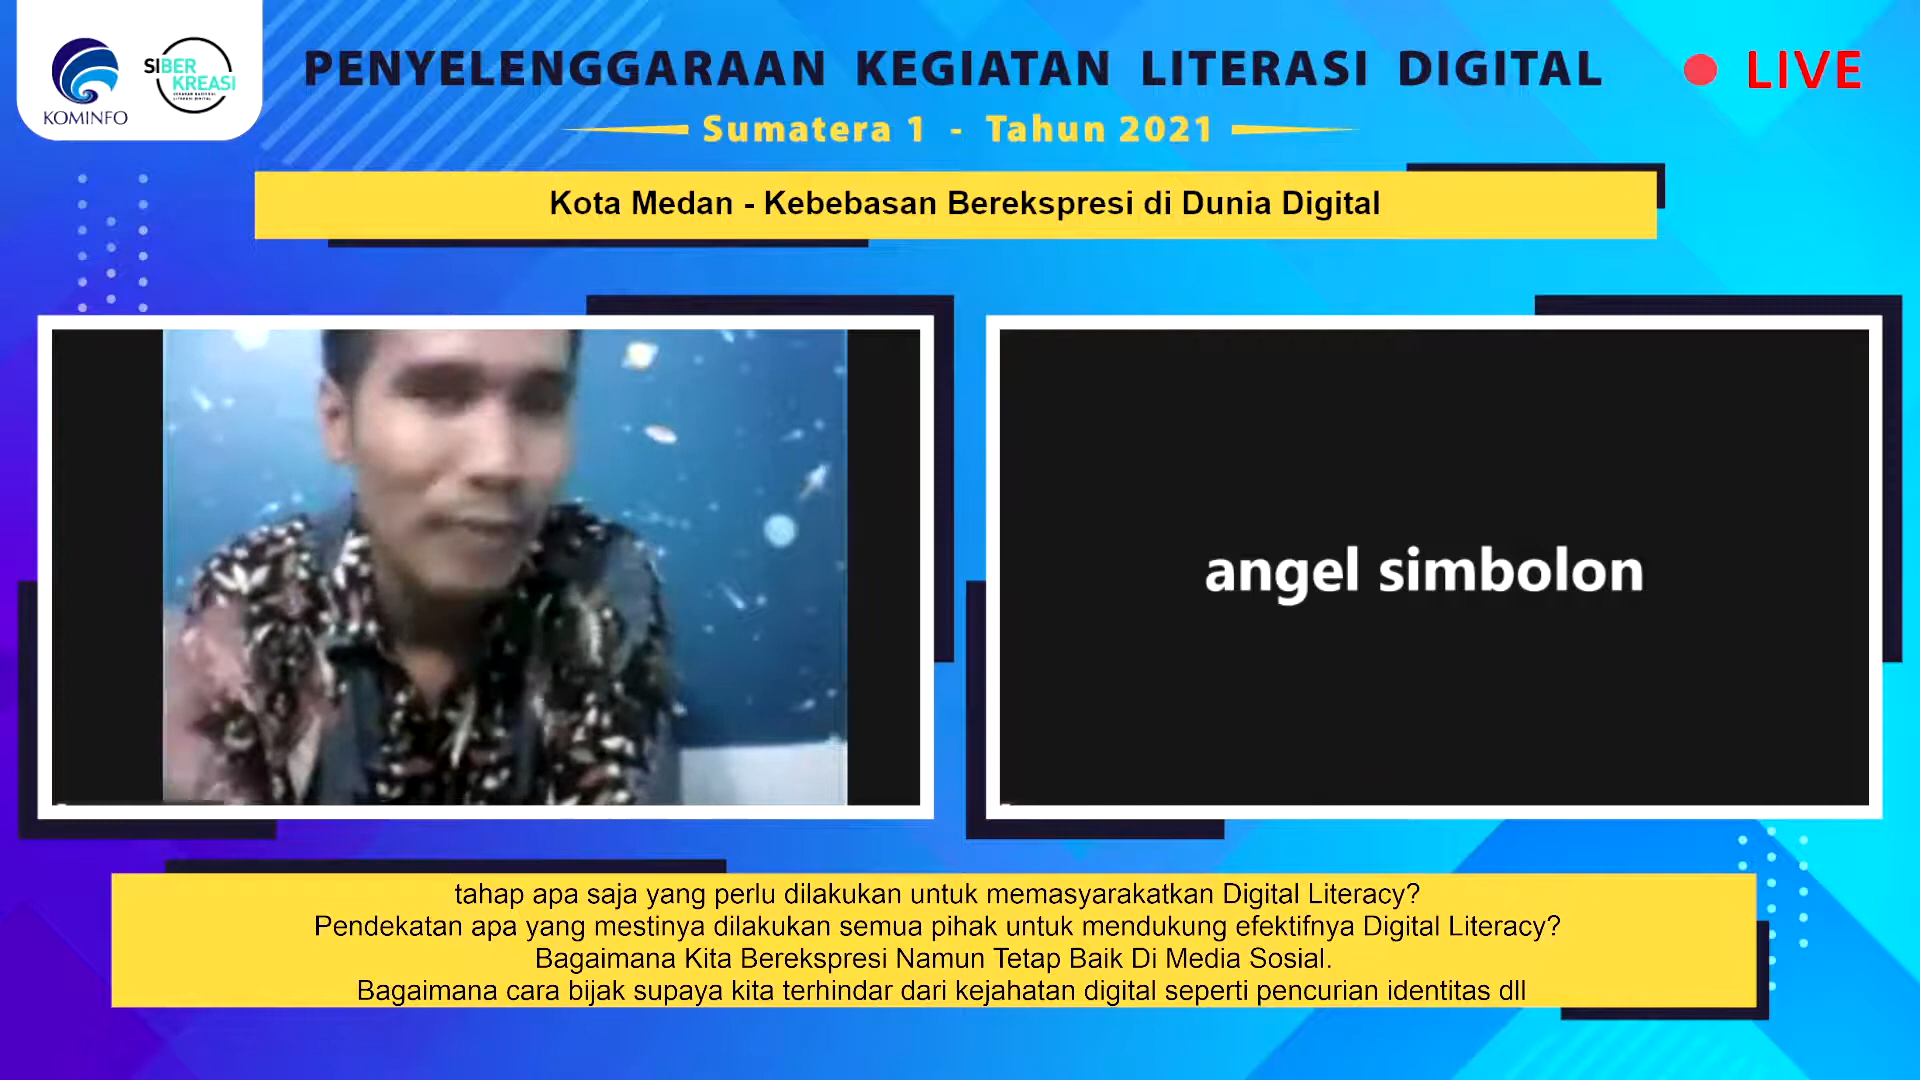 KOMINFO
SIBER
KREASI
PENYELENGGARAAN KEGIATAN LITERASI DIGITAL
LIVE
Sumatera 1 - Tahun 2021
Kota Medan - Kebebasan Berekspresi di Dunia Digital
angel simbolon
tahap apa saja yang perlu dilakukan untuk memasyarakatkan Digital Literacy?
Pendekatan apa yang mestinya dilakukan semua pihak untuk mendukung efektifnya Digital Literacy?
Bagaimana Kita Berekspresi Namun Tetap Baik Di Media Sosial.
Bagaimana cara bijak supaya kita terhindar dari kejahatan digital seperti pencurian identitas dll